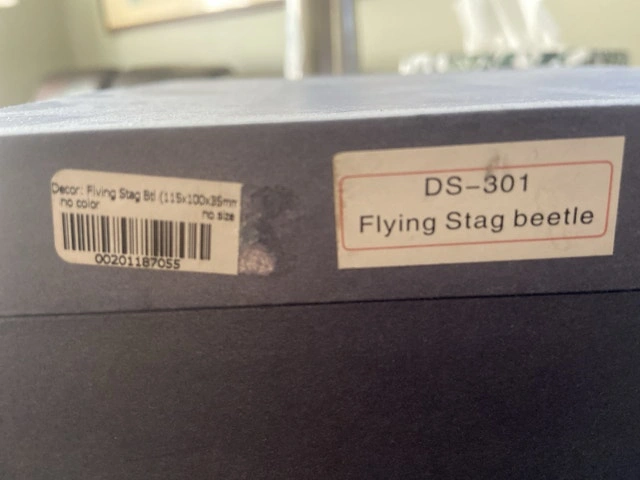 Decor: Flying Stag Btl (115x100x35mm
no color
no size
00201187055
DS-301
Flying Stag beetle